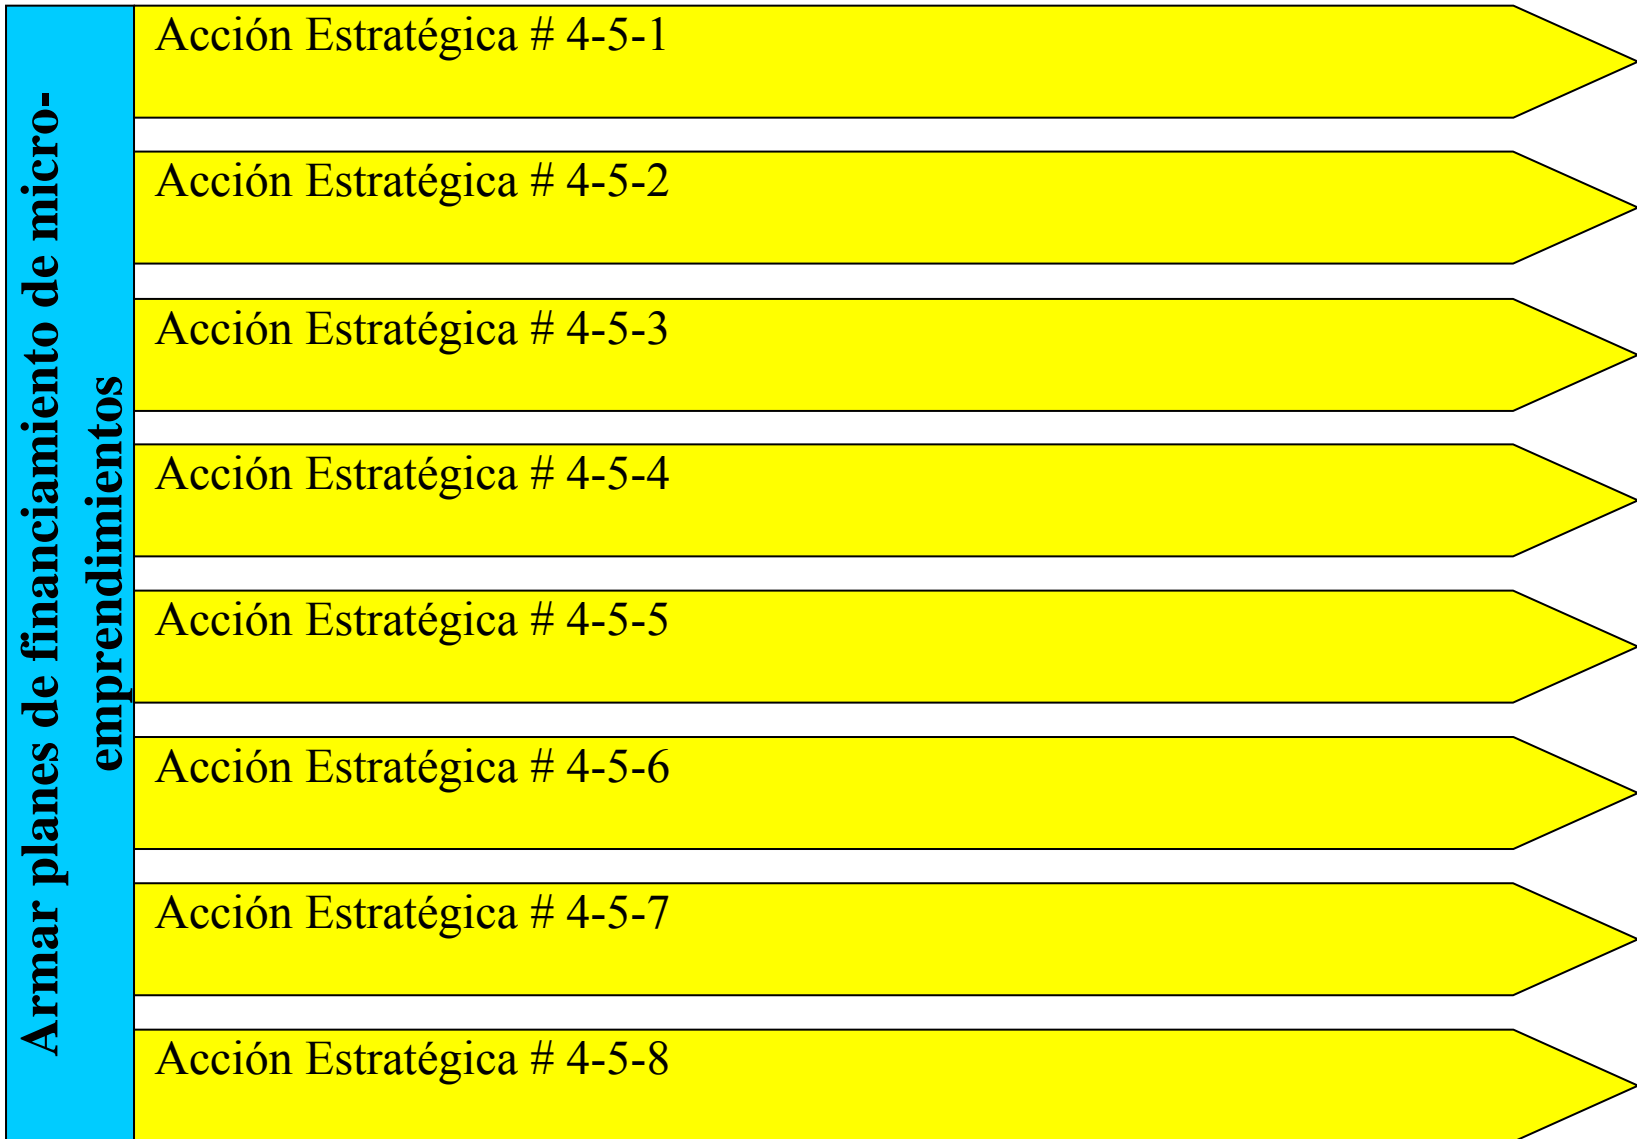 Armar planes de financiamiento de micro-
emprendimientos
Acción Estratégica # 4-5-1
Acción Estratégica # 4-5-2
Acción Estratégica # 4-5-3
Acción Estratégica # 4-5-4
Acción Estratégica # 4-5-5
Acción Estratégica # 4-5-6
Acción Estratégica # 4-5-7
Acción Estratégica # 4-5-8